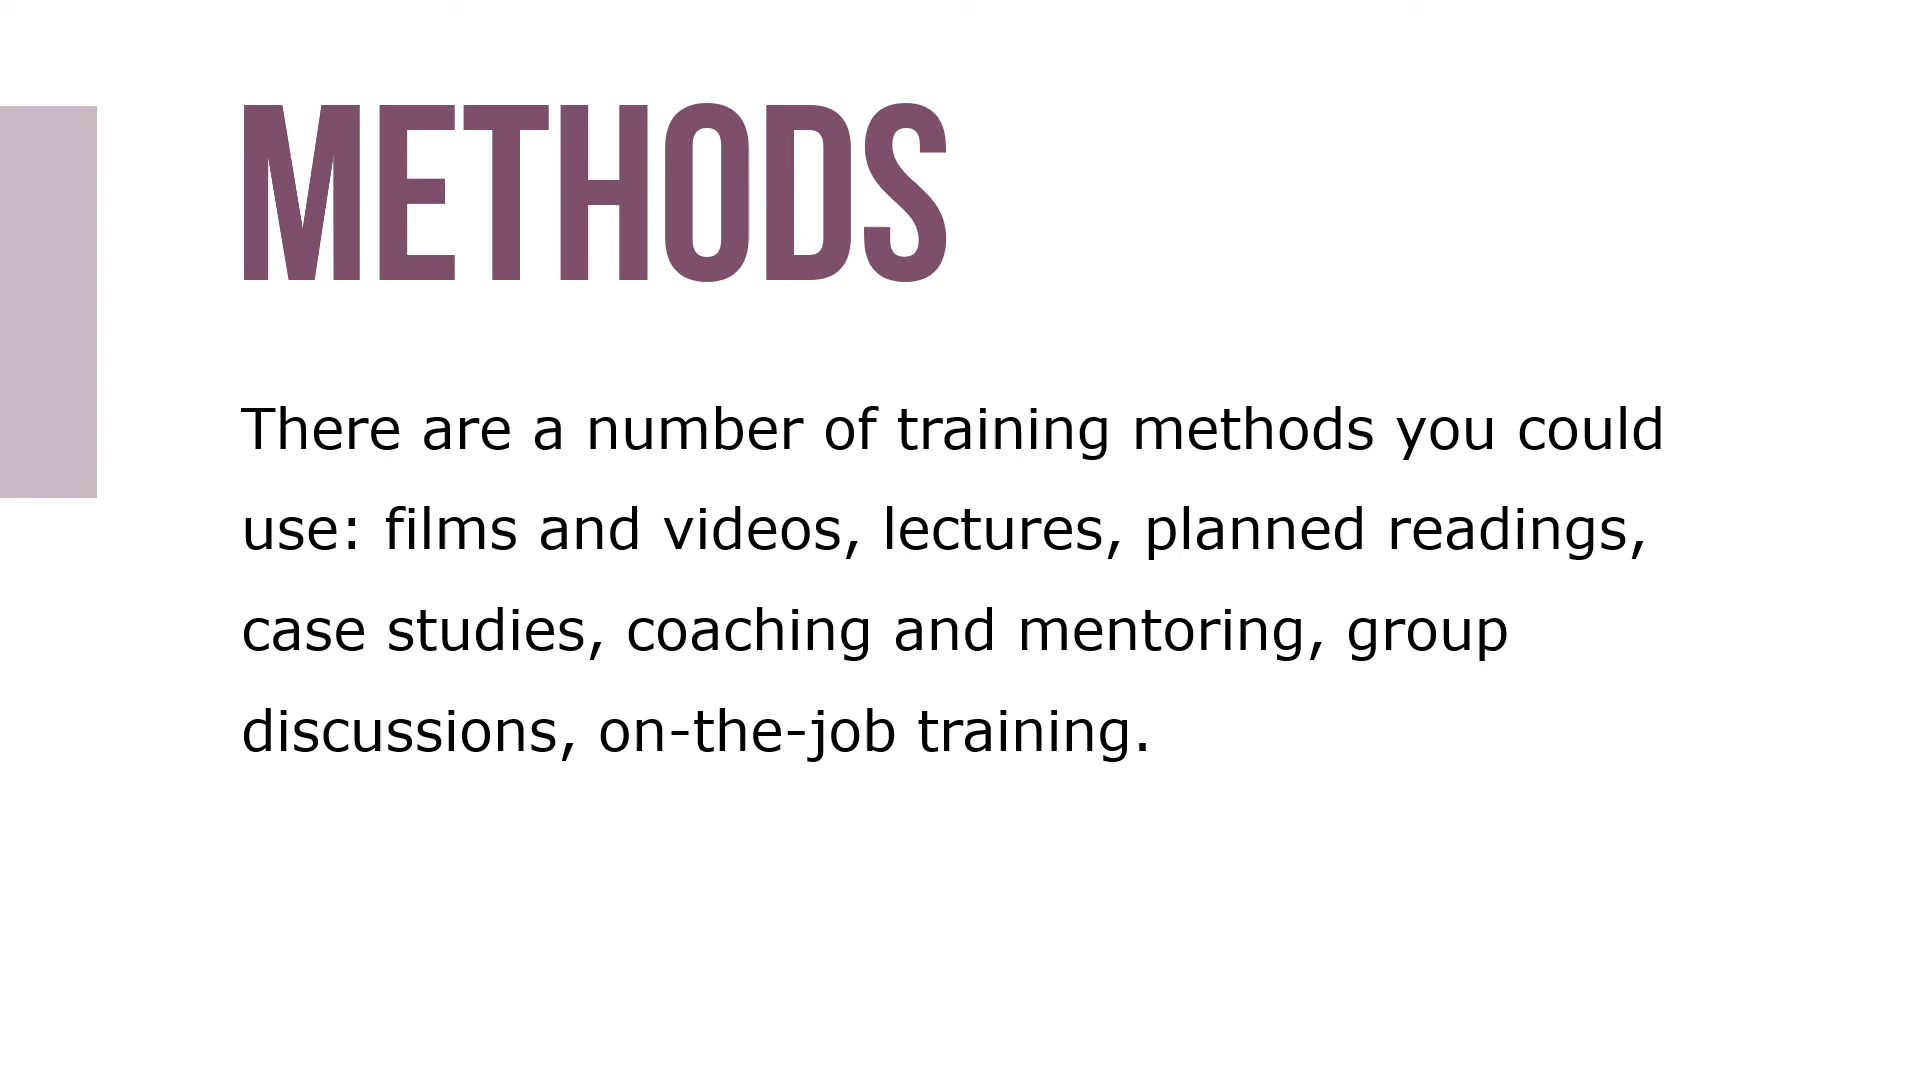 METHODS
There are a number of training methods you could
use: films and videos, lectures, planned readings,
case studies, coaching and mentoring, group
discussions, on-the-job training.